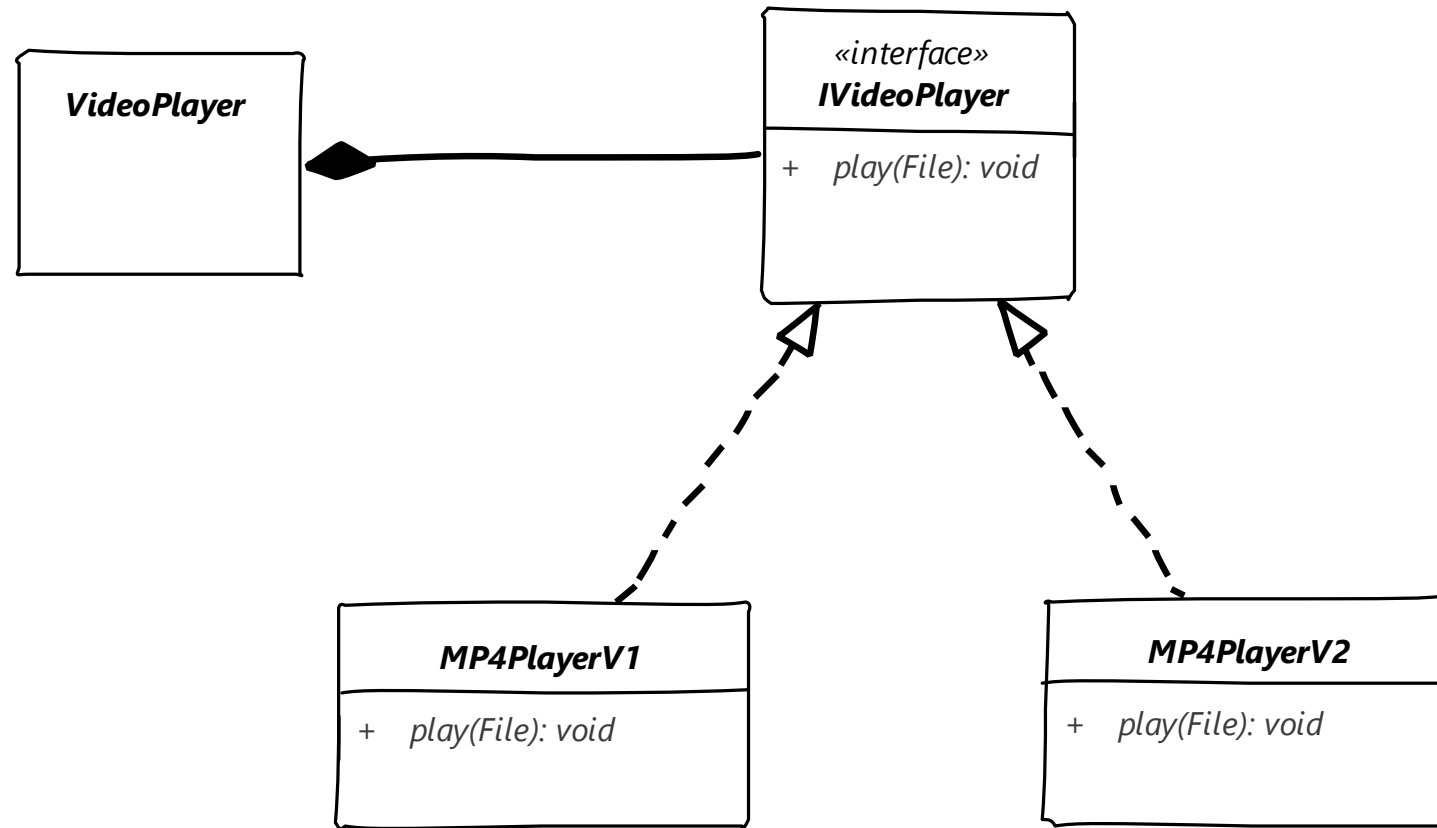 VideoPlayer
«interface»
IVideoPlayer
+ play(File): void
MP4PlayerV1
+ play(File): void
MP4PlayerV2
+ play(File): void